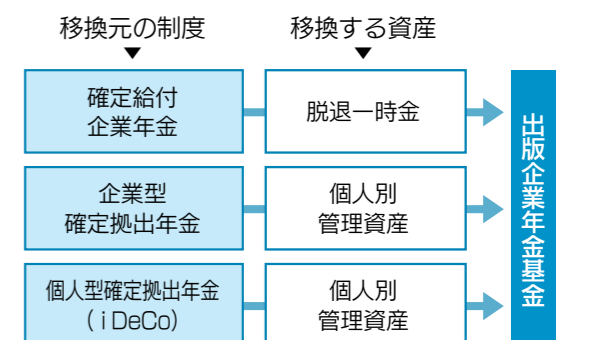 移換元の制度
移換する資産
▼
▼
確定給付
企業年金
脱退一時金
企業型
確定拠出年金
個人別
管理資産
個人型確定拠出年金
(iDeCo)
個人別
管理資産
出版企業年金基金